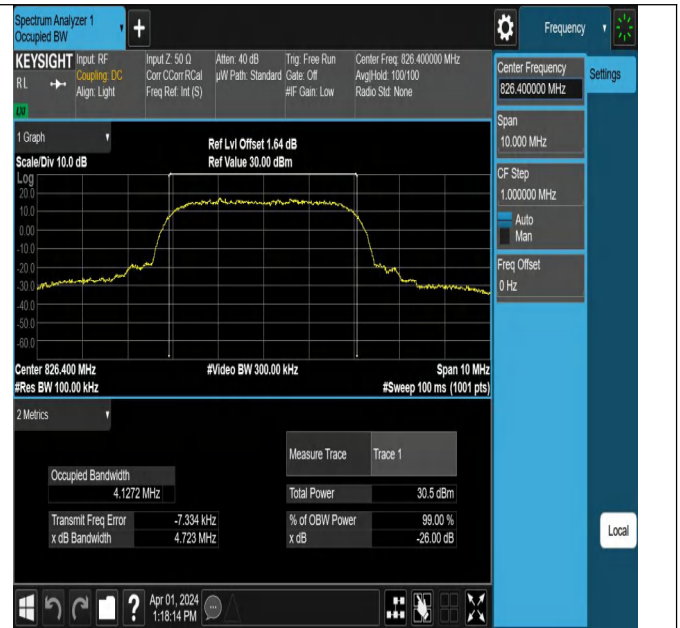 Spectrum Analyzer 1
Occupied BW
Frequency
KEYSIGHT
RL
Input: RF
Coupling: DC
Align: Light
Input Z: 50 Ω
Corr CCorr RCal
Freq Ref: Int (S)
Atten: 40 dB
µW Path: Standard
Trig: Free Run
Gate: Off
#IF Gain: Low
Center Freq: 826.400000 MHz
Avg|Hold: 100/100
Radio Std: None
1 Graph
Ref Lvl Offset 1.64 dB
Scale/Div 10.0 dB
Ref Value 30.00 dBm
Log
20.0
10.0
0.00
-10.0
-20.0
-30.0
-40.0
-50.0
-60.0
Center 826.400 MHz
#Video BW 300.00 kHz
Span 10 MHz
#Res BW 100.00 kHz
#Sweep 100 ms (1001 pts)
2 Metrics
Measure Trace
Trace 1
Occupied Bandwidth
4.1272 MHz
Total Power
30.5 dBm
Transmit Freq Error
-7.334 kHz
% of OBW Power
99.00 %
x dB Bandwidth
4.723 MHz
x dB
-26.00 dB
Center Frequency
826.400000 MHz
Settings
Span
10.000 MHz
CF Step
1.000000 MHz
Auto
Man
Freq Offset
0 Hz
Local
?
Apr 01, 2024
1:18:14 PM